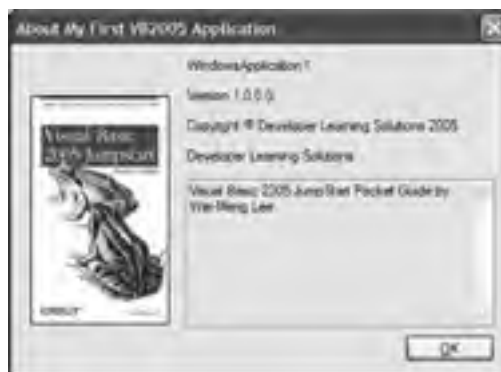 About My First VB2005 Application
WindowsApplication1
Version 1.0.0.0
Copyright © Developer Learning Solutions 2005
Developer Learning Solutions
Visual Basic
2005 Jumpstart
O'REILLY
Visual Basic 2005 JumpStart Pocket Guide by
Wei-Meng Lee
OK